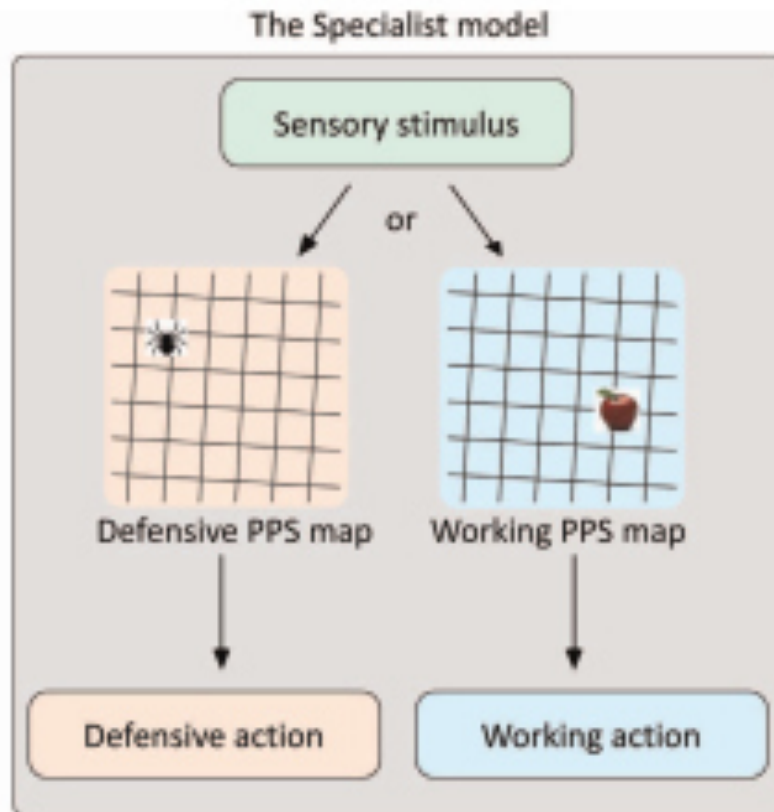 The Specialist model
Sensory stimulus
or
Defensive PPS map
Working PPS map
Defensive action
Working action